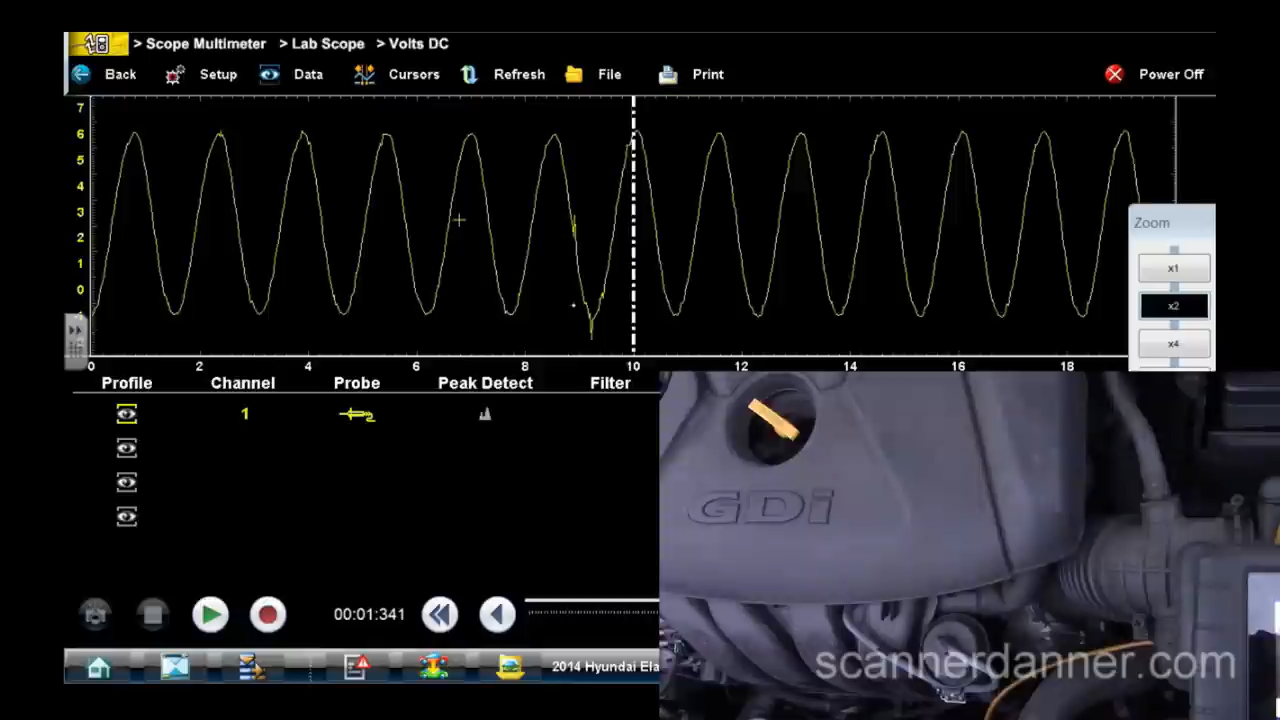 > Scope Multimeter > Lab Scope > Volts DC
Back Setup Data Cursors Refresh File Print Power Off
7
6
5
4
3
2
1
0
-1
0 2 4 6 8 10 12 14 16 18
Zoom
x1
x2
x4
Profile Channel Probe Peak Detect Filter
1
GDi
00:01:341
2014 Hyundai Ela
scannerdanner.com